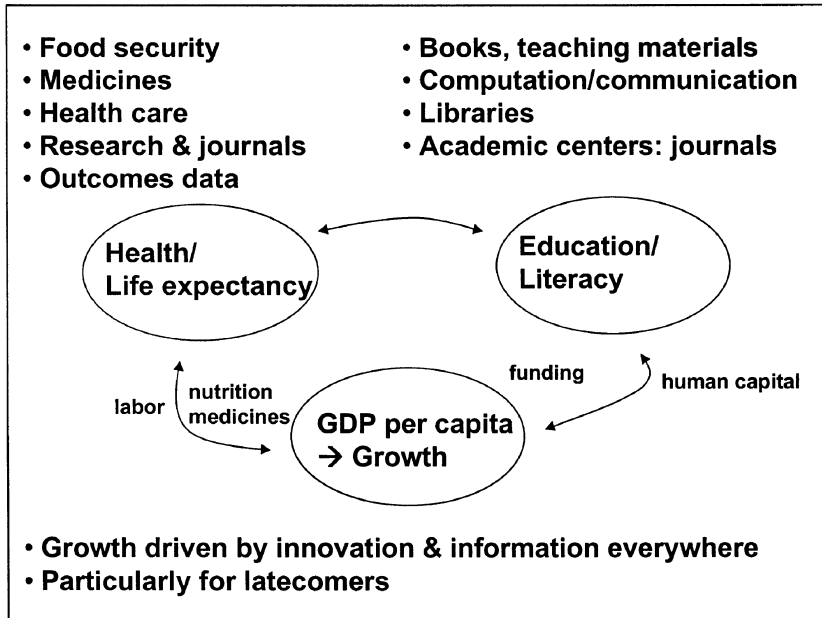 • Food security
• Medicines
• Health care
• Research & journals
• Outcomes data
• Books, teaching materials
• Computation/communication
• Libraries
• Academic centers: journals
Health/
Life expectancy
Education/
Literacy
labor
nutrition
medicines
funding
human capital
GDP per capita
→ Growth
• Growth driven by innovation & information everywhere
• Particularly for latecomers